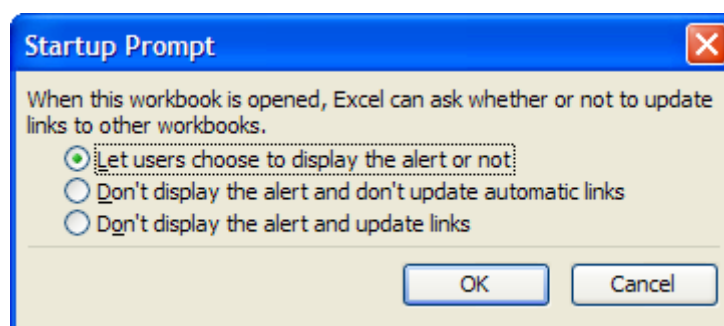 Startup Prompt
When this workbook is opened, Excel can ask whether or not to update
links to other workbooks.
Let users choose to display the alert or not
Don't display the alert and don't update automatic links
Don't display the alert and update links
OK Cancel